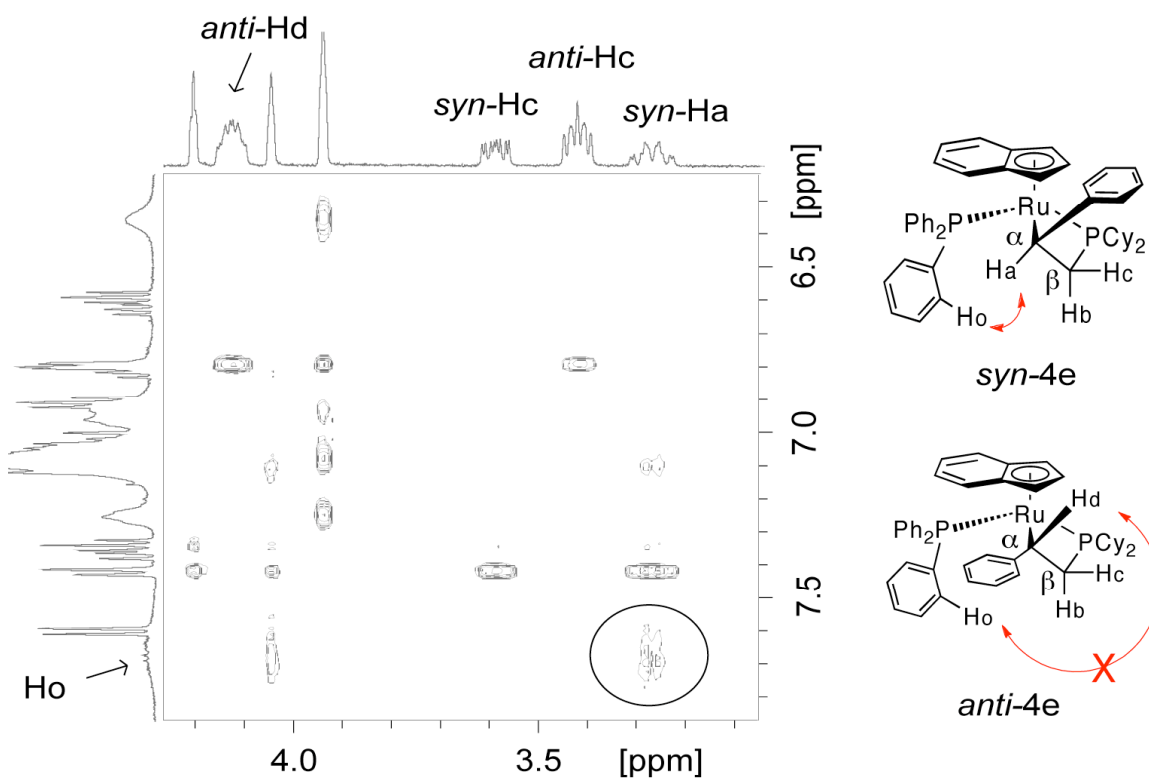 anti-Hd
anti-Hc
syn-Hc
syn-Ha
[ppm]
6.5
7.0
7.5
Ho
4.0
3.5
[ppm]
Ru
Ph2P
PCy2
α
Ha
β
Hc
Hb
Ho
syn-4e
Hd
Ru
Ph2P
PCy2
α
β
Hc
Hb
Ho
X
anti-4e